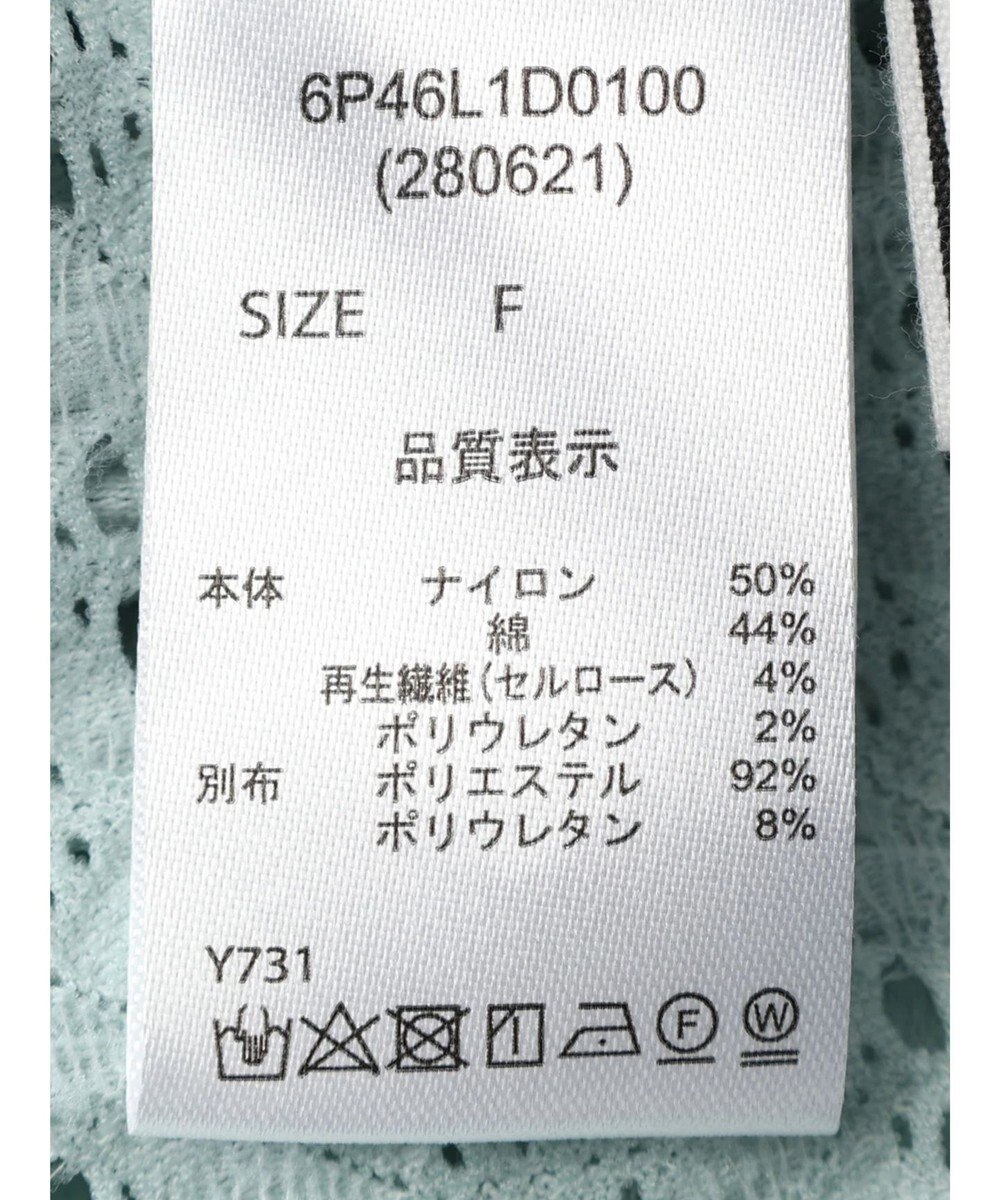 6P46L1D0100
(280621)
SIZE F
品質表示
本体 ナイロン 50%
綿 44%
再生繊維(セルロース) 4%
ポリウレタン 2%
別布 ポリエステル 92%
ポリウレタン 8%
Y731
F W